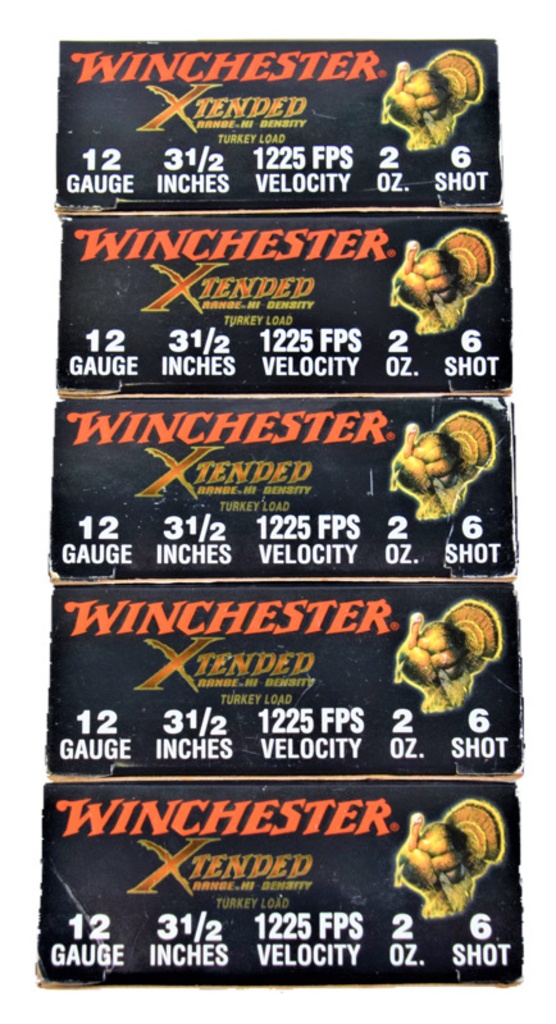 WINCHESTER®
XTENDED
RANGE HI-DENSITY
TURKEY LOAD
12 3 1/2 1225 FPS 2 6
GAUGE INCHES VELOCITY OZ. SHOT
WINCHESTER®
XTENDED
RANGE HI-DENSITY
TURKEY LOAD
12 3 1/2 1225 FPS 2 6
GAUGE INCHES VELOCITY OZ. SHOT
WINCHESTER®
XTENDED
RANGE HI-DENSITY
TURKEY LOAD
12 3 1/2 1225 FPS 2 6
GAUGE INCHES VELOCITY OZ. SHOT
WINCHESTER®
XTENDED
RANGE HI-DENSITY
TURKEY LOAD
12 3 1/2 1225 FPS 2 6
GAUGE INCHES VELOCITY OZ. SHOT
WINCHESTER®
XTENDED
RANGE HI-DENSITY
TURKEY LOAD
12 3 1/2 1225 FPS 2 6
GAUGE INCHES VELOCITY OZ. SHOT